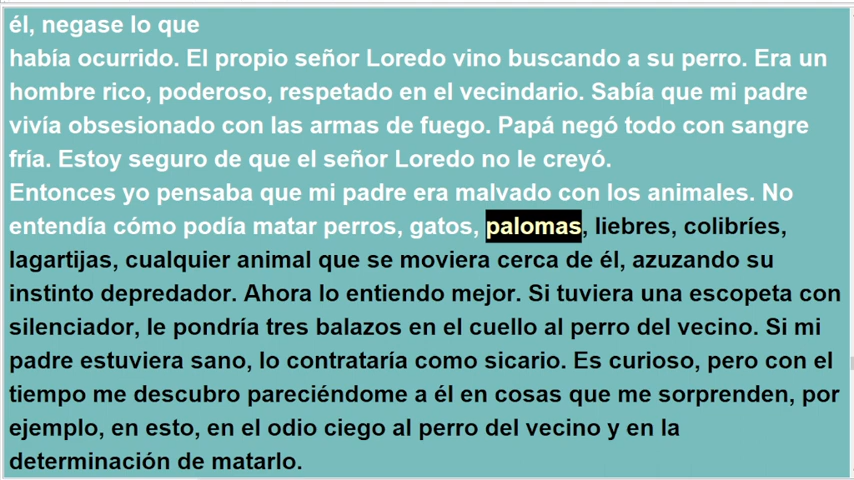 él, negase lo que
había ocurrido. El propio señor Loredo vino buscando a su perro. Era un
hombre rico, poderoso, respetado en el vecindario. Sabía que mi padre
vivía obsesionado con las armas de fuego. Papá negó todo con sangre
fría. Estoy seguro de que el señor Loredo no le creyó.
Entonces yo pensaba que mi padre era malvado con los animales. No
entendía cómo podía matar perros, gatos, palomas, liebres, colibríes,
lagartijas, cualquier animal que se moviera cerca de él, azuzando su
instinto depredador. Ahora lo entiendo mejor. Si tuviera una escopeta con
silenciador, le pondría tres balazos en el cuello al perro del vecino. Si mi
padre estuviera sano, lo contrataría como sicario. Es curioso, pero con el
tiempo me descubro pareciéndome a él en cosas que me sorprenden, por
ejemplo, en esto, en el odio ciego al perro del vecino y en la
determinación de matarlo.